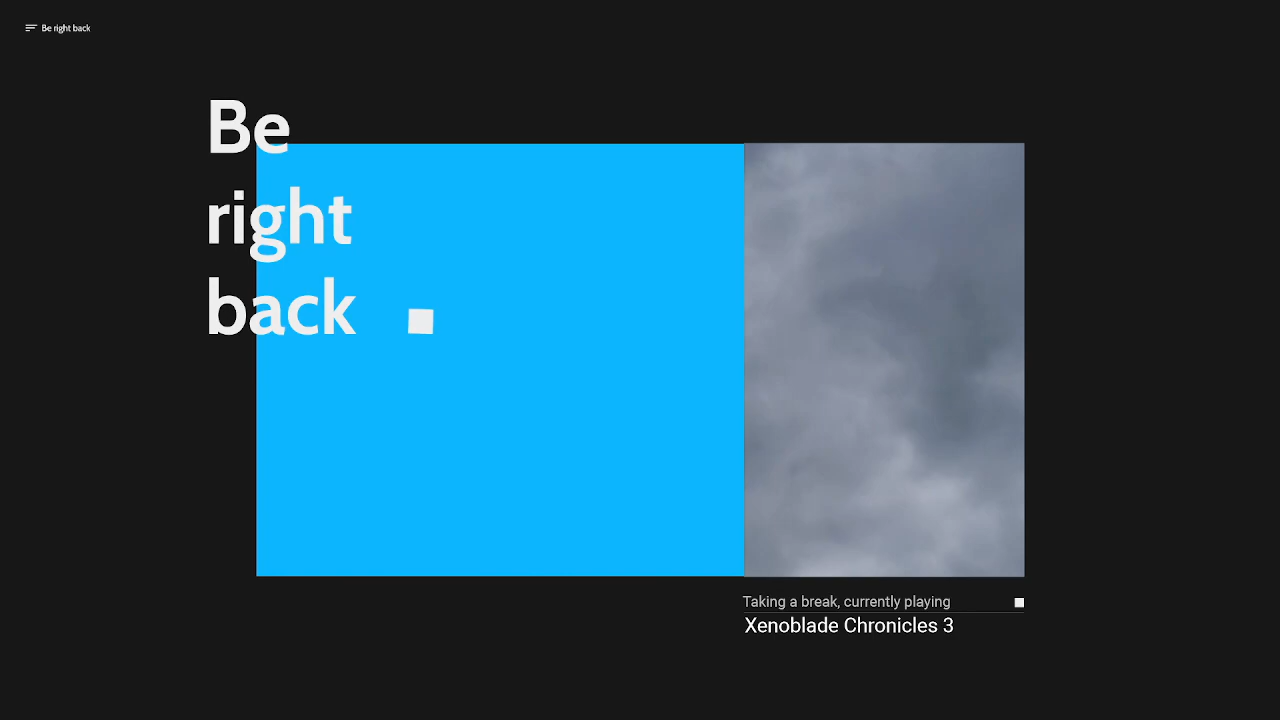 Be right back
Be
right
back
Taking a break, currently playing
Xenoblade Chronicles 3